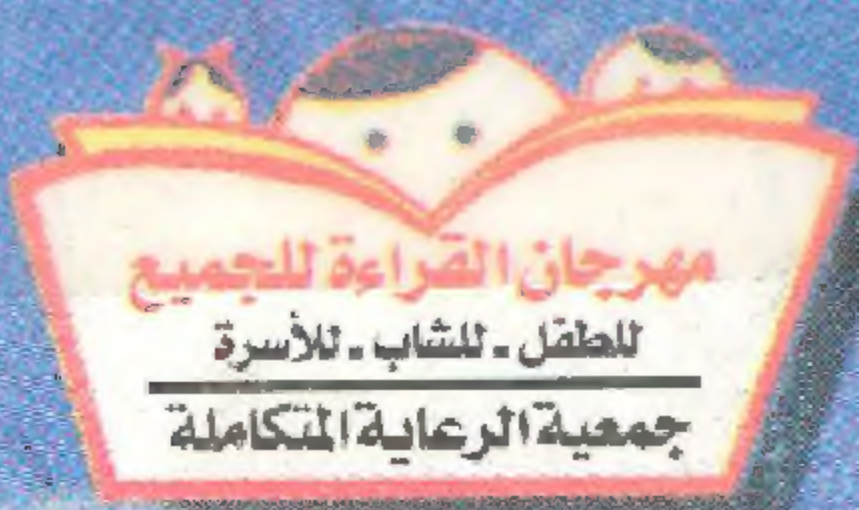 مهرجان القراءة للجميع
للطفل - للشاب - للأسرة
جمعية الرعاية المتكاملة